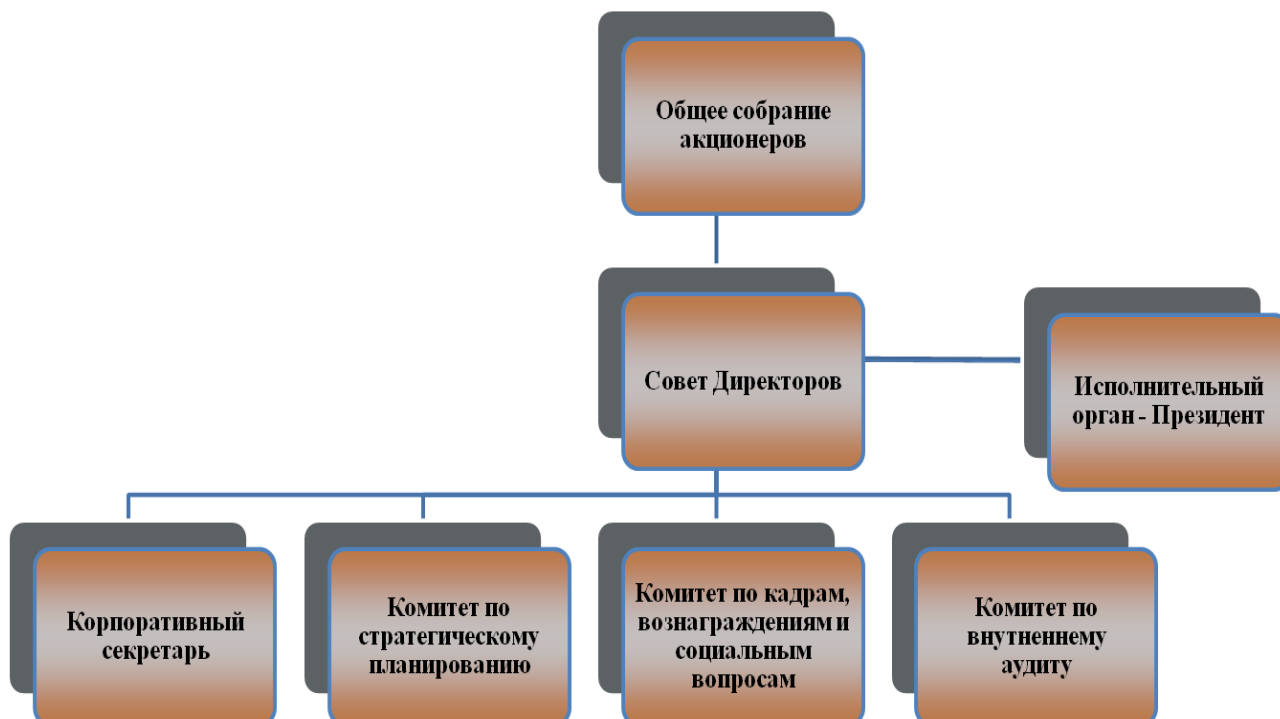 Общее собрание
акционеров
Совет Директоров
Исполнительный
орган - Президент
Корпоративный
секретарь
Комитет по
стратегическому
планированию
Комитет по кадрам,
вознаграждениям и
социальным
вопросам
Комитет по
внутненнему
аудиту